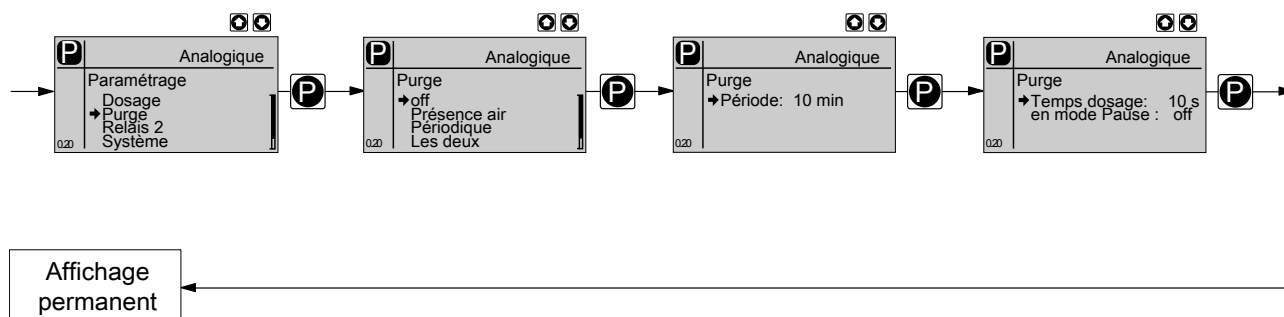 P Analogique
Paramétrage
Dosage
➔Purge
Relais 2
Système
0.20
P
P Analogique
Purge
➔off
Présence air
Périodique
Les deux
0.20
P
P Analogique
Purge
➔Période: 10 min
0.20
P
P Analogique
Purge
➔Temps dosage: 10 s
en mode Pause : off
0.20
P
Affichage
permanent